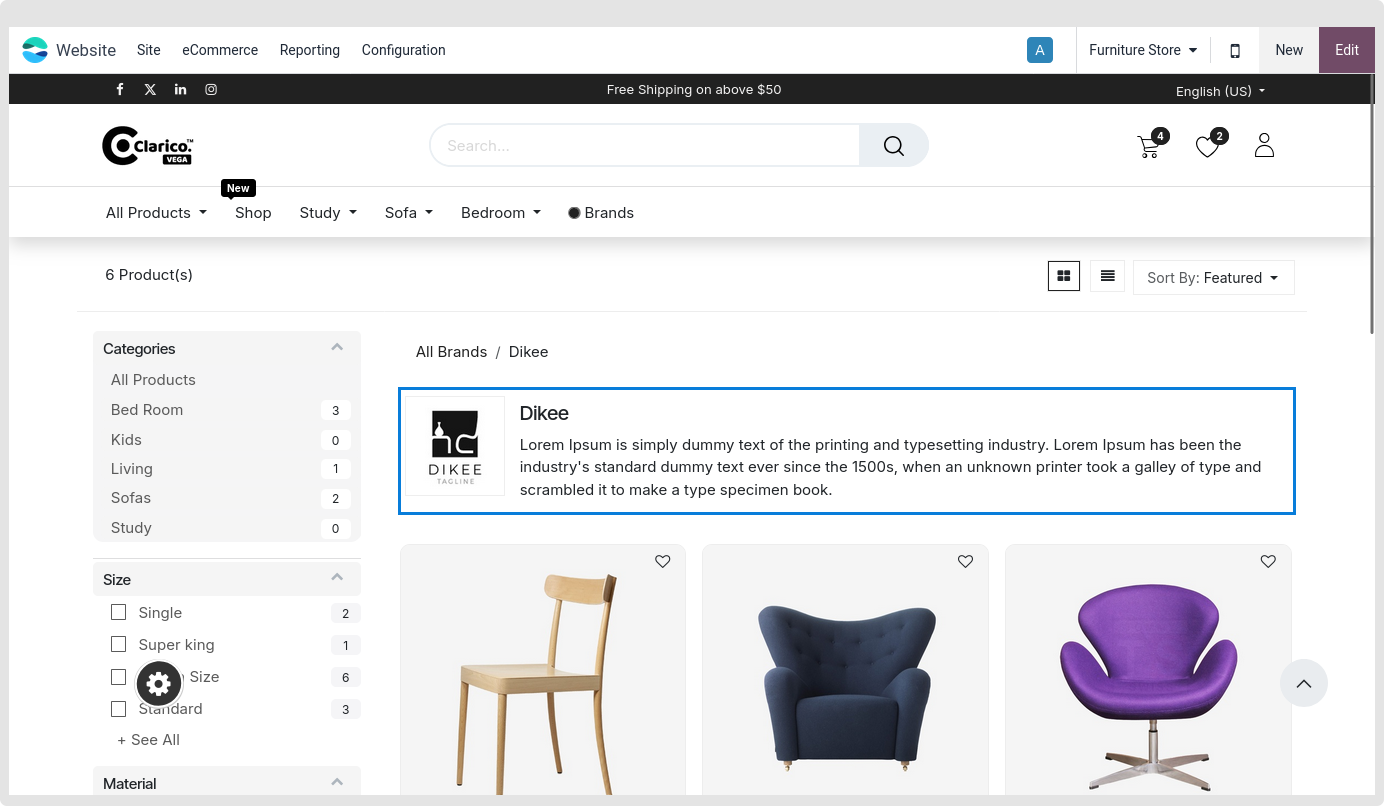 Website Site eCommerce Reporting Configuration A Furniture Store New Edit
Free Shipping on above $50 English (US)
Clarico.™ VEGA Search... 4 2
New
All Products Shop Study Sofa Bedroom Brands
6 Product(s) Sort By: Featured
Categories
All Products
Bed Room 3
Kids 0
Living 1
Sofas 2
Study 0
Size
Single 2
Super king 1
Size 6
Standard 3
+ See All
Material
All Brands / Dikee
DIKEE
TAGLINE
Dikee
Lorem Ipsum is simply dummy text of the printing and typesetting industry. Lorem Ipsum has been the
industry's standard dummy text ever since the 1500s, when an unknown printer took a galley of type and
scrambled it to make a type specimen book.